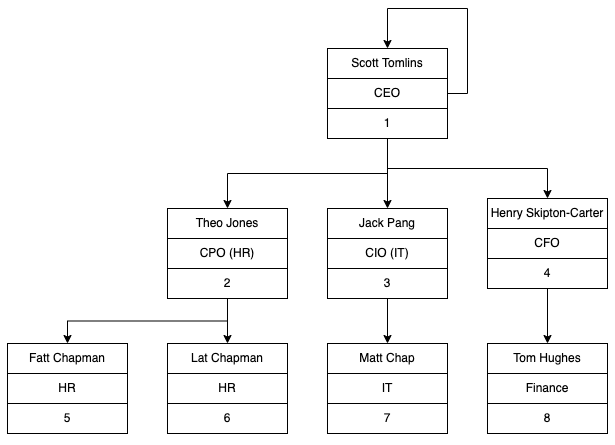 Scott Tomlins
CEO
1
Theo Jones
CPO (HR)
2
Jack Pang
CIO (IT)
3
Henry Skipton-Carter
CFO
4
Fatt Chapman
HR
5
Lat Chapman
HR
6
Matt Chap
IT
7
Tom Hughes
Finance
8